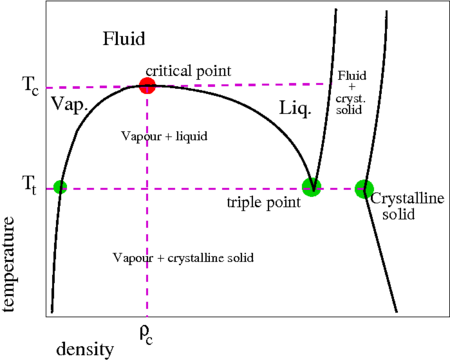 Fluid
critical point
T_c
Fluid
+
cryst.
solid
Vap.
Liq.
Vapour + liquid
T_t
triple point
Crystalline
solid
Vapour + crystalline solid
temperature
ρ_c
density